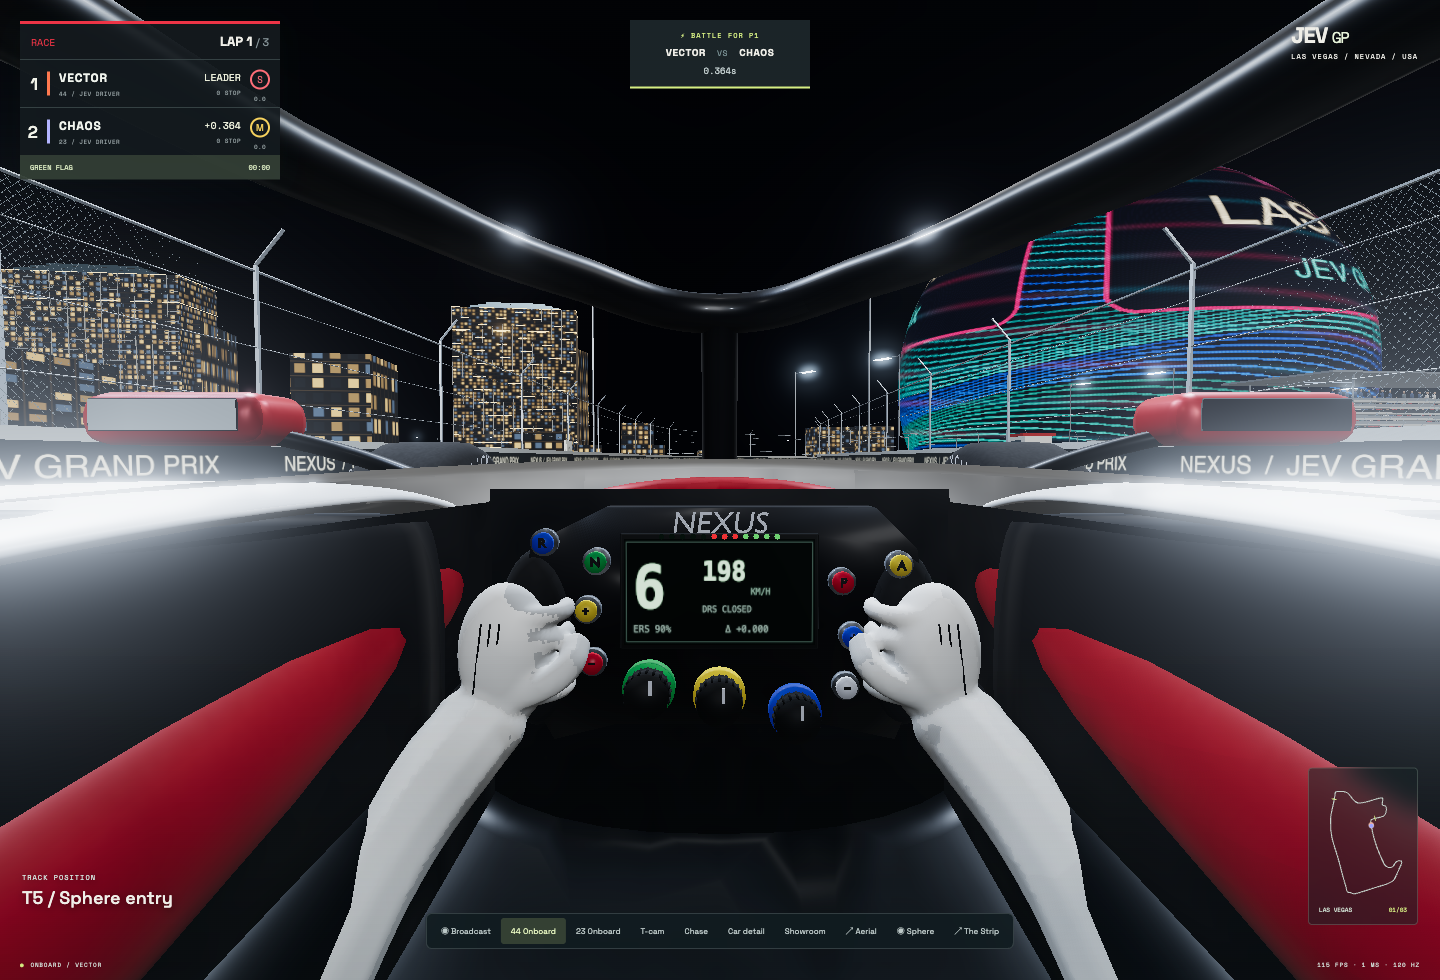 RACE
LAP 1 / 3
1
VECTOR
LEADER
S
44 / JEV DRIVER
0 STOP
0.0
2
CHAOS
+0.364
M
23 / JEV DRIVER
0 STOP
0.0
GREEN FLAG
00:00
⚡ BATTLE FOR P1
VECTOR VS CHAOS
0.364s
JEV GP
LAS VEGAS / NEVADA / USA
LAS
JEV G
V GRAND PRIX
NEXUS /
PRIX
NEXUS / JEV GRA
NEXUS
R
N
+
-
A
P
-
6
198
KM/H
DRS CLOSED
ERS 90%
Δ +0.000
TRACK POSITION
T5 / Sphere entry
LAS VEGAS
01/03
Broadcast
44 Onboard
23 Onboard
T-cam
Chase
Car detail
Showroom
Aerial
Sphere
The Strip
ONBOARD / VECTOR
115 FPS · 1 MS · 120 HZ